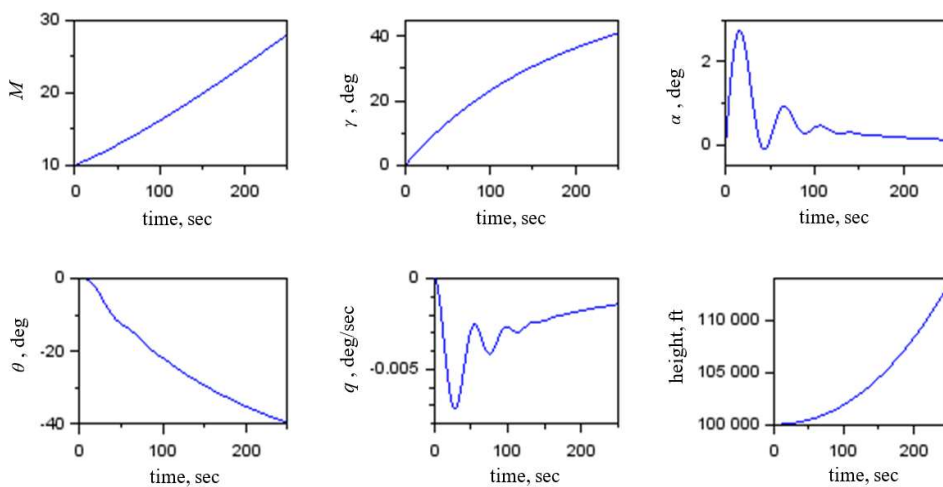 M
30
20
10
0
100
200
time, sec
γ , deg
40
20
0
0
100
200
time, sec
α , deg
2
0
0
100
200
time, sec
θ , deg
0
-20
-40
0
100
200
time, sec
q , deg/sec
0
-0.005
0
100
200
time, sec
height, ft
110 000
105 000
100 000
0
200
time, sec